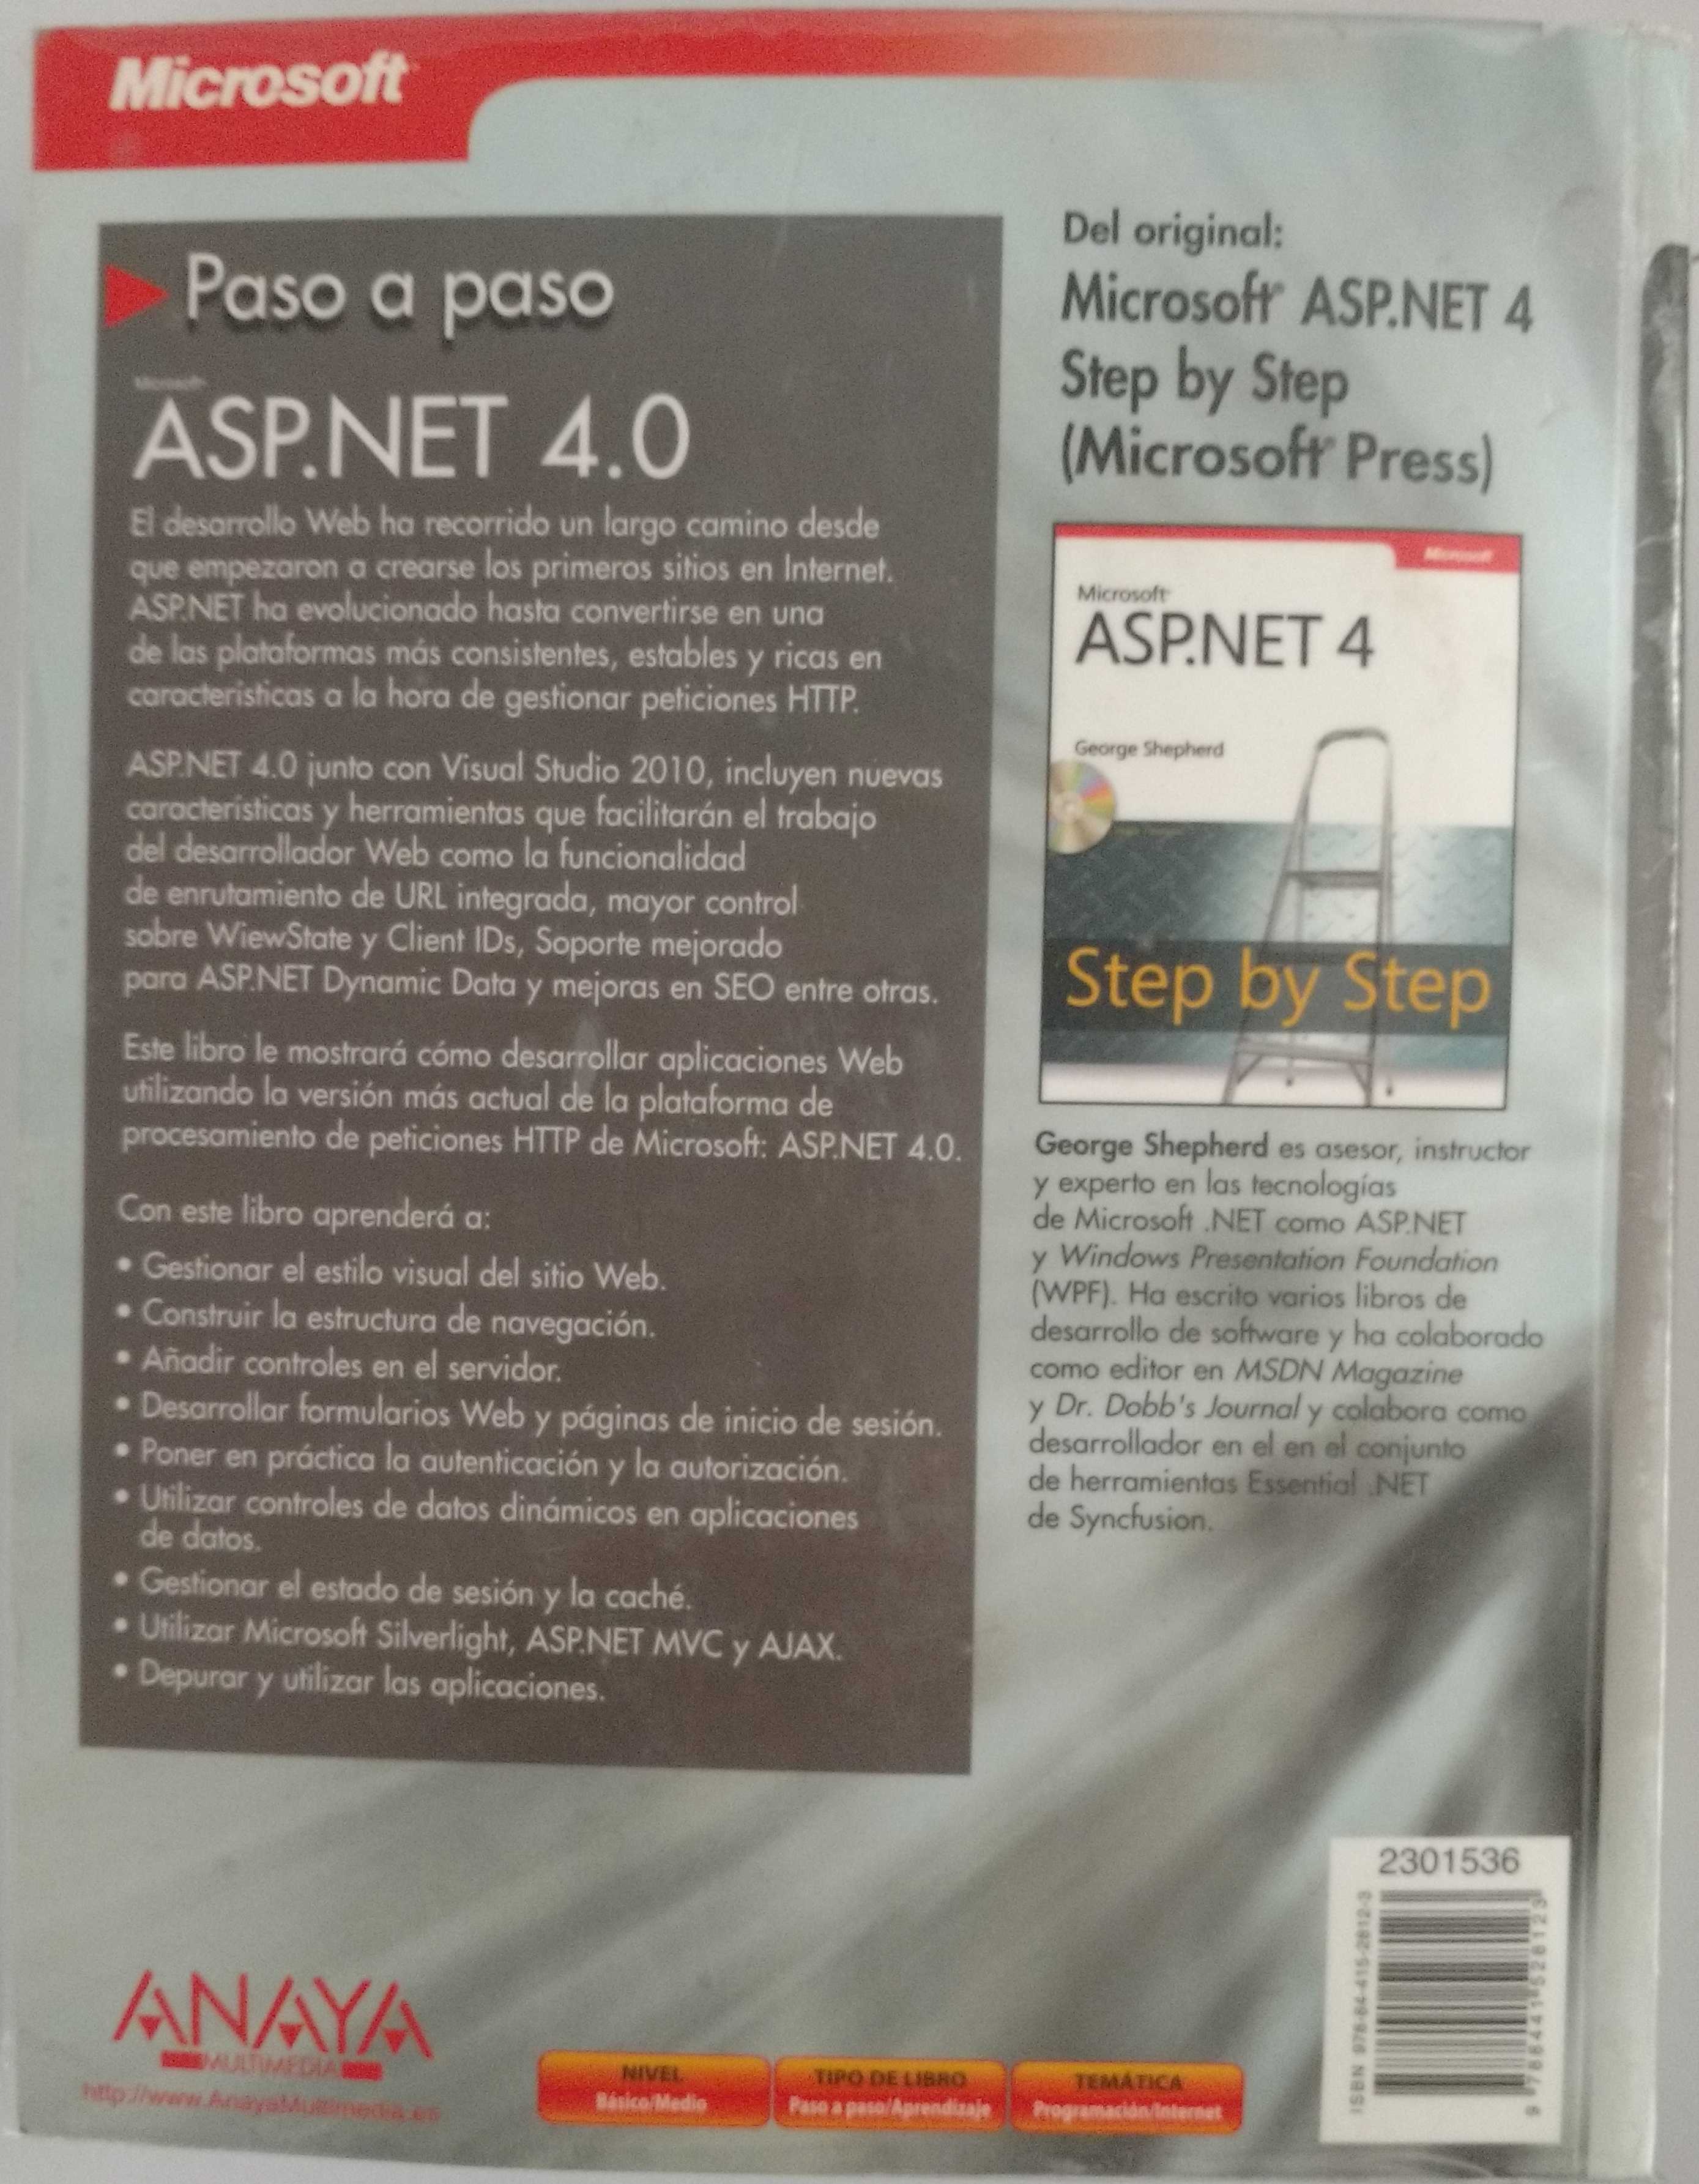 Microsoft
Paso a paso
Microsoft
ASP.NET 4.0
El desarrollo Web ha recorrido un largo camino desde
que empezaron a crearse los primeros sitios en Internet.
ASP.NET ha evolucionado hasta convertirse en una
de las plataformas más consistentes, estables y ricas en
características a la hora de gestionar peticiones HTTP.
ASP.NET 4.0 junto con Visual Studio 2010, incluyen nuevas
características y herramientas que facilitarán el trabajo
del desarrollador Web como la funcionalidad
de enrutamiento de URL integrada, mayor control
sobre WiewState y Client IDs, Soporte mejorado
para ASP.NET Dynamic Data y mejoras en SEO entre otras.
Este libro le mostrará cómo desarrollar aplicaciones Web
utilizando la versión más actual de la plataforma de
procesamiento de peticiones HTTP de Microsoft: ASP.NET 4.0.
Con este libro aprenderá a:
• Gestionar el estilo visual del sitio Web.
• Construir la estructura de navegación.
• Añadir controles en el servidor.
• Desarrollar formularios Web y páginas de inicio de sesión.
• Poner en práctica la autenticación y la autorización.
• Utilizar controles de datos dinámicos en aplicaciones
de datos.
• Gestionar el estado de sesión y la caché.
• Utilizar Microsoft Silverlight, ASP.NET MVC y AJAX.
• Depurar y utilizar las aplicaciones.
Del original:
Microsoft® ASP.NET 4
Step by Step
(Microsoft® Press)
Microsoft
Microsoft®
ASP.NET 4
George Shepherd
Step by Step
George Shepherd es asesor, instructor
y experto en las tecnologías
de Microsoft .NET como ASP.NET
y Windows Presentation Foundation
(WPF). Ha escrito varios libros de
desarrollo de software y ha colaborado
como editor en MSDN Magazine
y Dr. Dobb's Journal y colabora como
desarrollador en el en el conjunto
de herramientas Essential .NET
de Syncfusion.
2301536
ISBN 978-84-415-2812-3
9 788441 528123
ANAYA
MULTIMEDIA
http://www.AnayaMultimedia.es
NIVEL
Básico/Medio
TIPO DE LIBRO
Paso a paso/Aprendizaje
TEMÁTICA
Programación/Internet